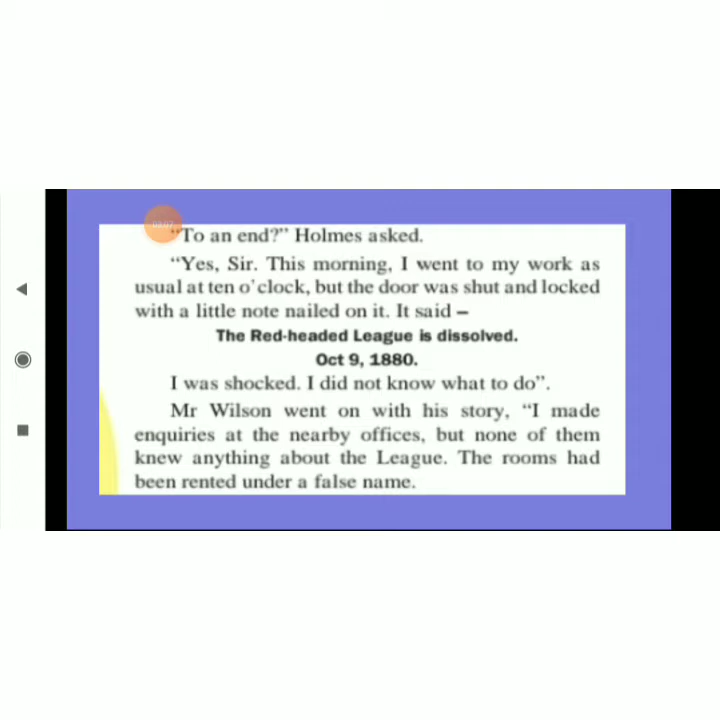 "To an end?" Holmes asked.
"Yes, Sir. This morning, I went to my work as
usual at ten o'clock, but the door was shut and locked
with a little note nailed on it. It said –
The Red-headed League is dissolved.
Oct 9, 1880.
I was shocked. I did not know what to do".
Mr Wilson went on with his story, "I made
enquiries at the nearby offices, but none of them
knew anything about the League. The rooms had
been rented under a false name.